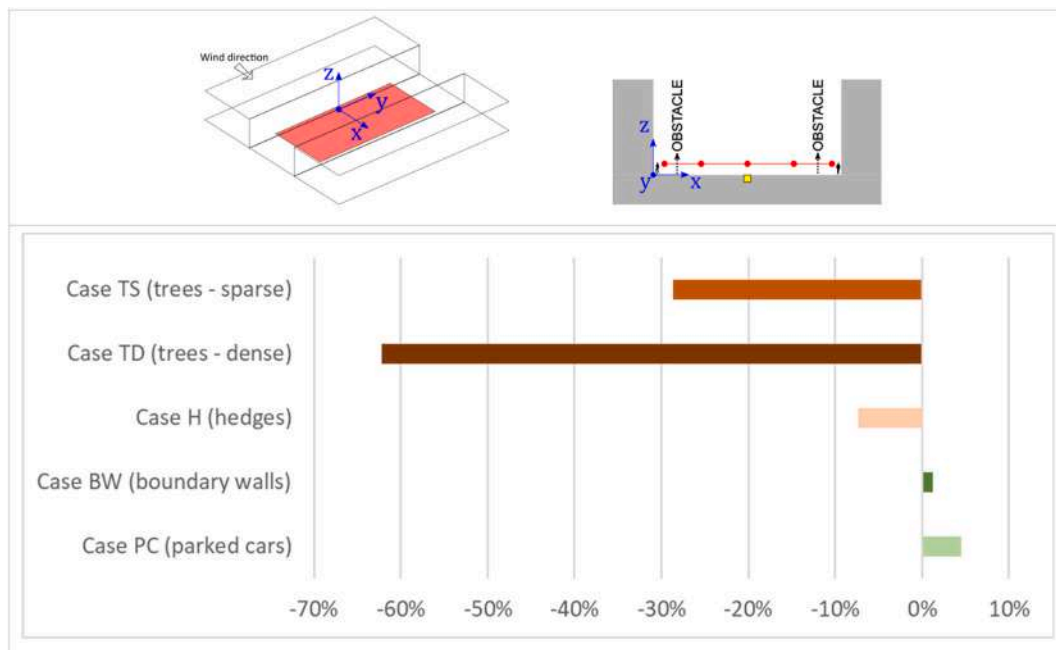 Wind direction
z
y
x
OBSTACLE
OBSTACLE
z
y
x
Case TS (trees - sparse)
Case TD (trees - dense)
Case H (hedges)
Case BW (boundary walls)
Case PC (parked cars)
-70% -60% -50% -40% -30% -20% -10% 0% 10%